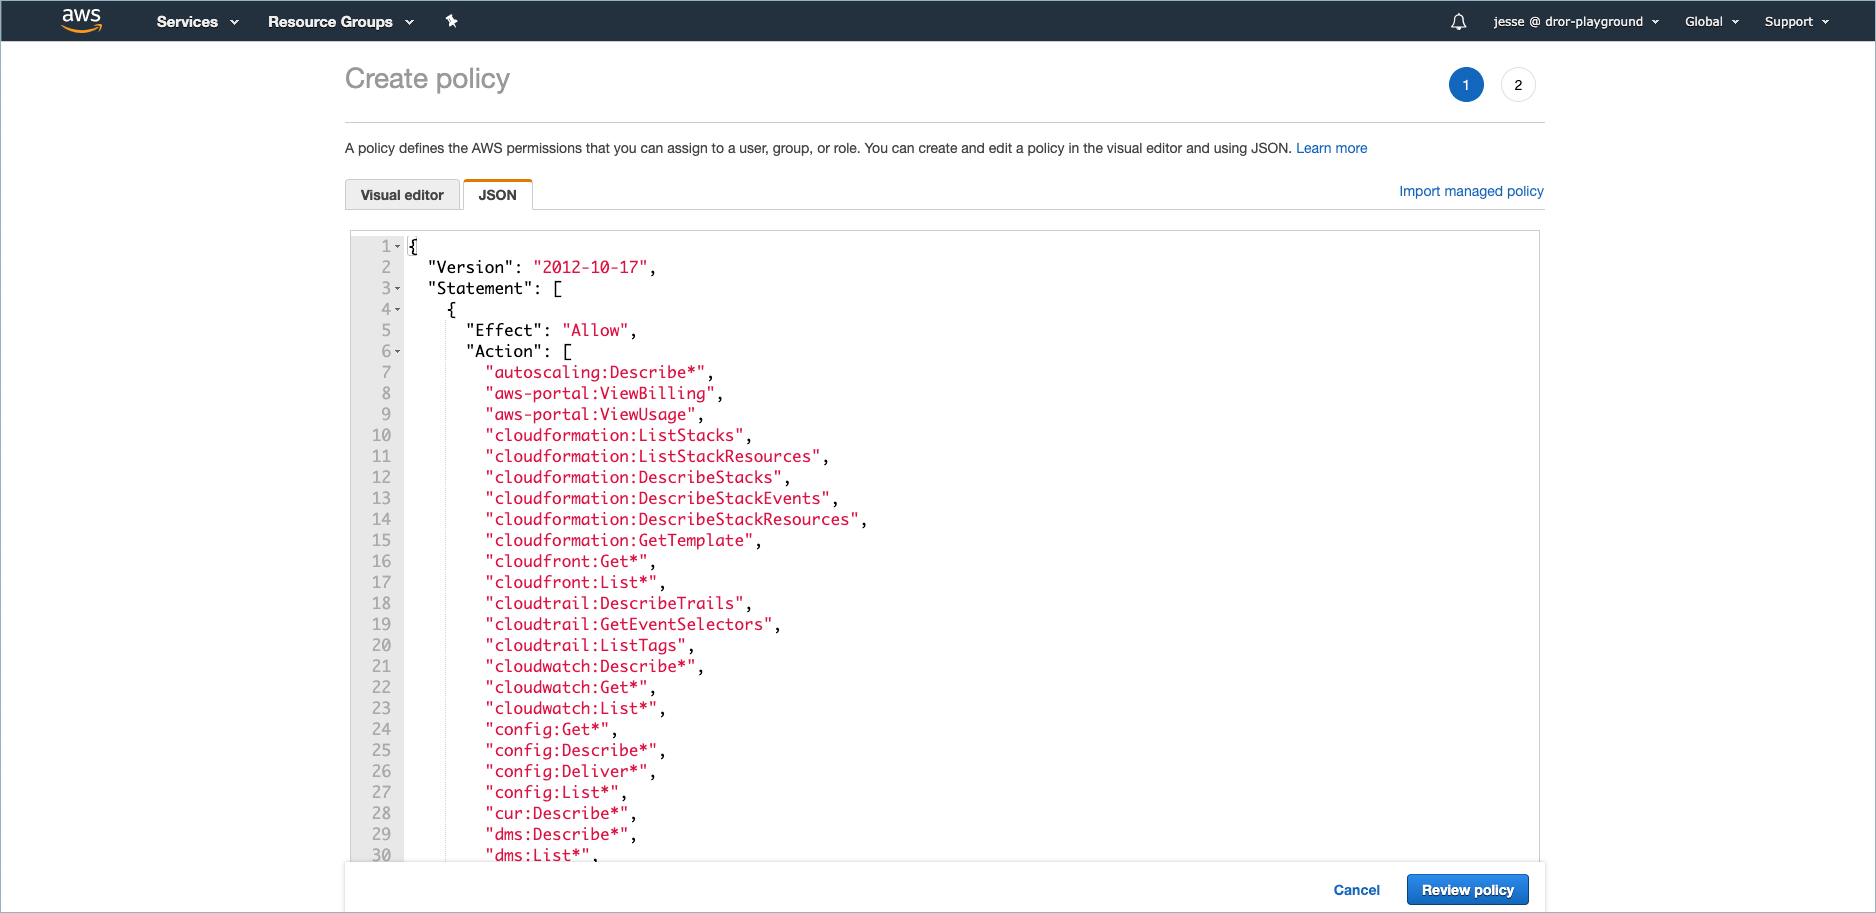 aws Services Resource Groups jesse @ dror-playground Global Support
Create policy 1 2
A policy defines the AWS permissions that you can assign to a user, group, or role. You can create and edit a policy in the visual editor and using JSON. Learn more
Visual editor JSON Import managed policy
1 {
2 "Version": "2012-10-17",
3 "Statement": [
4 {
5 "Effect": "Allow",
6 "Action": [
7 "autoscaling:Describe*",
8 "aws-portal:ViewBilling",
9 "aws-portal:ViewUsage",
10 "cloudformation:ListStacks",
11 "cloudformation:ListStackResources",
12 "cloudformation:DescribeStacks",
13 "cloudformation:DescribeStackEvents",
14 "cloudformation:DescribeStackResources",
15 "cloudformation:GetTemplate",
16 "cloudfront:Get*",
17 "cloudfront:List*",
18 "cloudtrail:DescribeTrails",
19 "cloudtrail:GetEventSelectors",
20 "cloudtrail:ListTags",
21 "cloudwatch:Describe*",
22 "cloudwatch:Get*",
23 "cloudwatch:List*",
24 "config:Get*",
25 "config:Describe*",
26 "config:Deliver*",
27 "config:List*",
28 "cur:Describe*",
29 "dms:Describe*",
30 "dms:List*",
Cancel Review policy